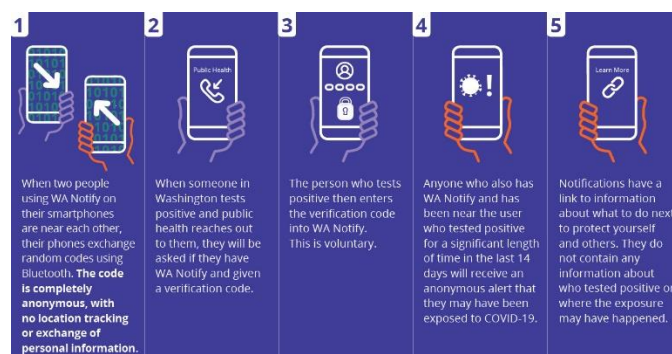 1
When two people
using WA Notify on
their smartphones
are near each other,
their phones exchange
random codes using
Bluetooth. The code
is completely
anonymous, with
no location tracking
or exchange of
personal information.
2
Public Health
When someone in
Washington tests
positive and public
health reaches out
to them, they will be
asked if they have
WA Notify and given
a verification code.
3
The person who tests
positive then enters
the verification code
into WA Notify.
This is voluntary.
4
!
Anyone who also has
WA Notify and has
been near the user
who tested positive
for a significant length
of time in the last 14
days will receive an
anonymous alert that
they may have been
exposed to COVID-19.
5
Learn More
Notifications have a
link to information
about what to do next
to protect yourself
and others. They do
not contain any
information about
who tested positive or
where the exposure
may have happened.